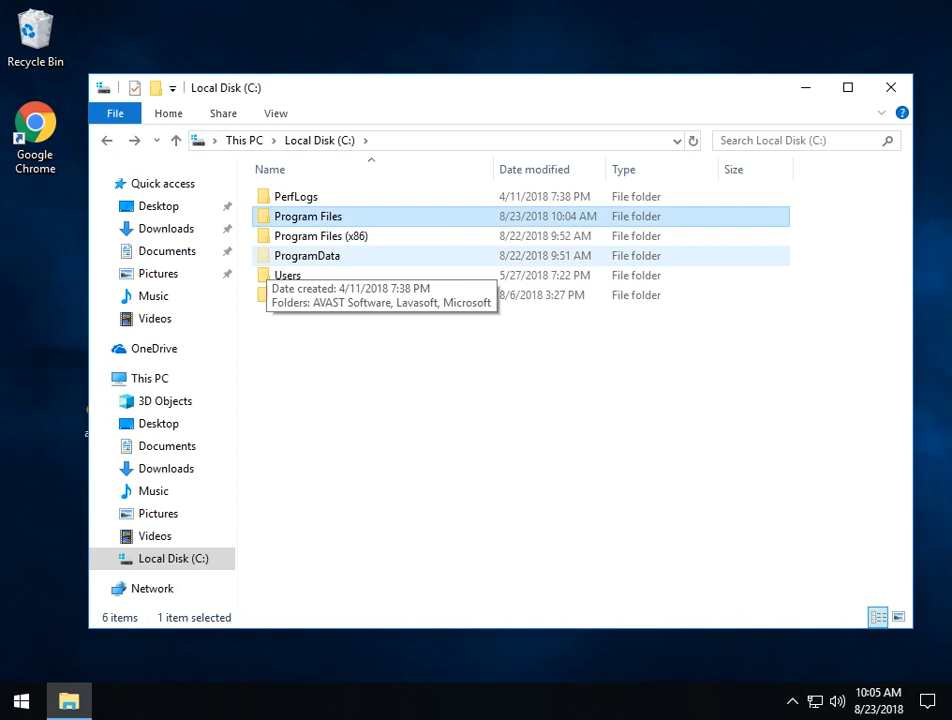 Recycle Bin
Google
Chrome
Local Disk (C:)
File Home Share View
This PC Local Disk (C:)
Search Local Disk (C:)
Name Date modified Type Size
PerfLogs 4/11/2018 7:38 PM File folder
Program Files 8/23/2018 10:04 AM File folder
Program Files (x86) 8/22/2018 9:52 AM File folder
ProgramData 8/22/2018 9:51 AM File folder
Users 5/27/2018 7:22 PM File folder
8/6/2018 3:27 PM File folder
Date created: 4/11/2018 7:38 PM
Folders: AVAST Software, Lavasoft, Microsoft
Quick access
Desktop
Downloads
Documents
Pictures
Music
Videos
OneDrive
This PC
3D Objects
Desktop
Documents
Downloads
Music
Pictures
Videos
Local Disk (C:)
Network
6 items 1 item selected
10:05 AM
8/23/2018